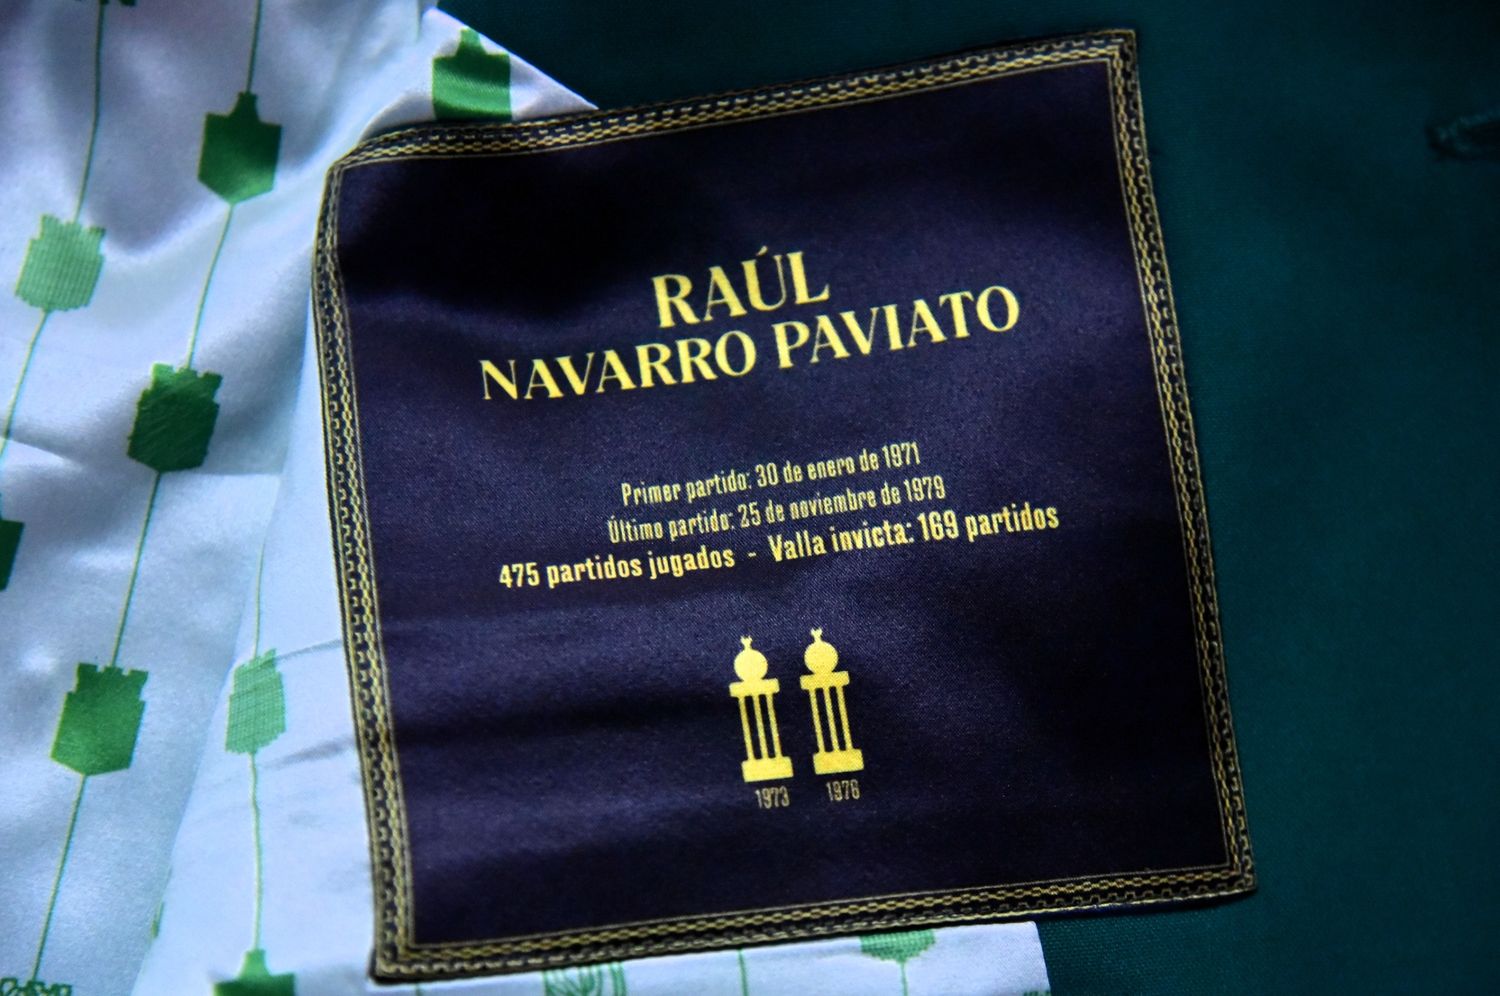 RAÚL
NAVARRO PAVIATO
Primer partido: 30 de enero de 1971
Último partido: 25 de noviembre de 1979
475 partidos jugados - Valla invicta: 169 partidos
1973 1976